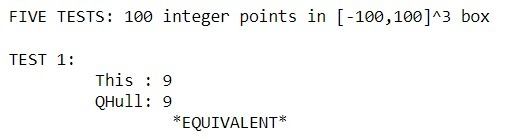 FIVE TESTS: 100 integer points in [-100,100]^3 box
TEST 1:
This : 9
QHull: 9
*EQUIVALENT*